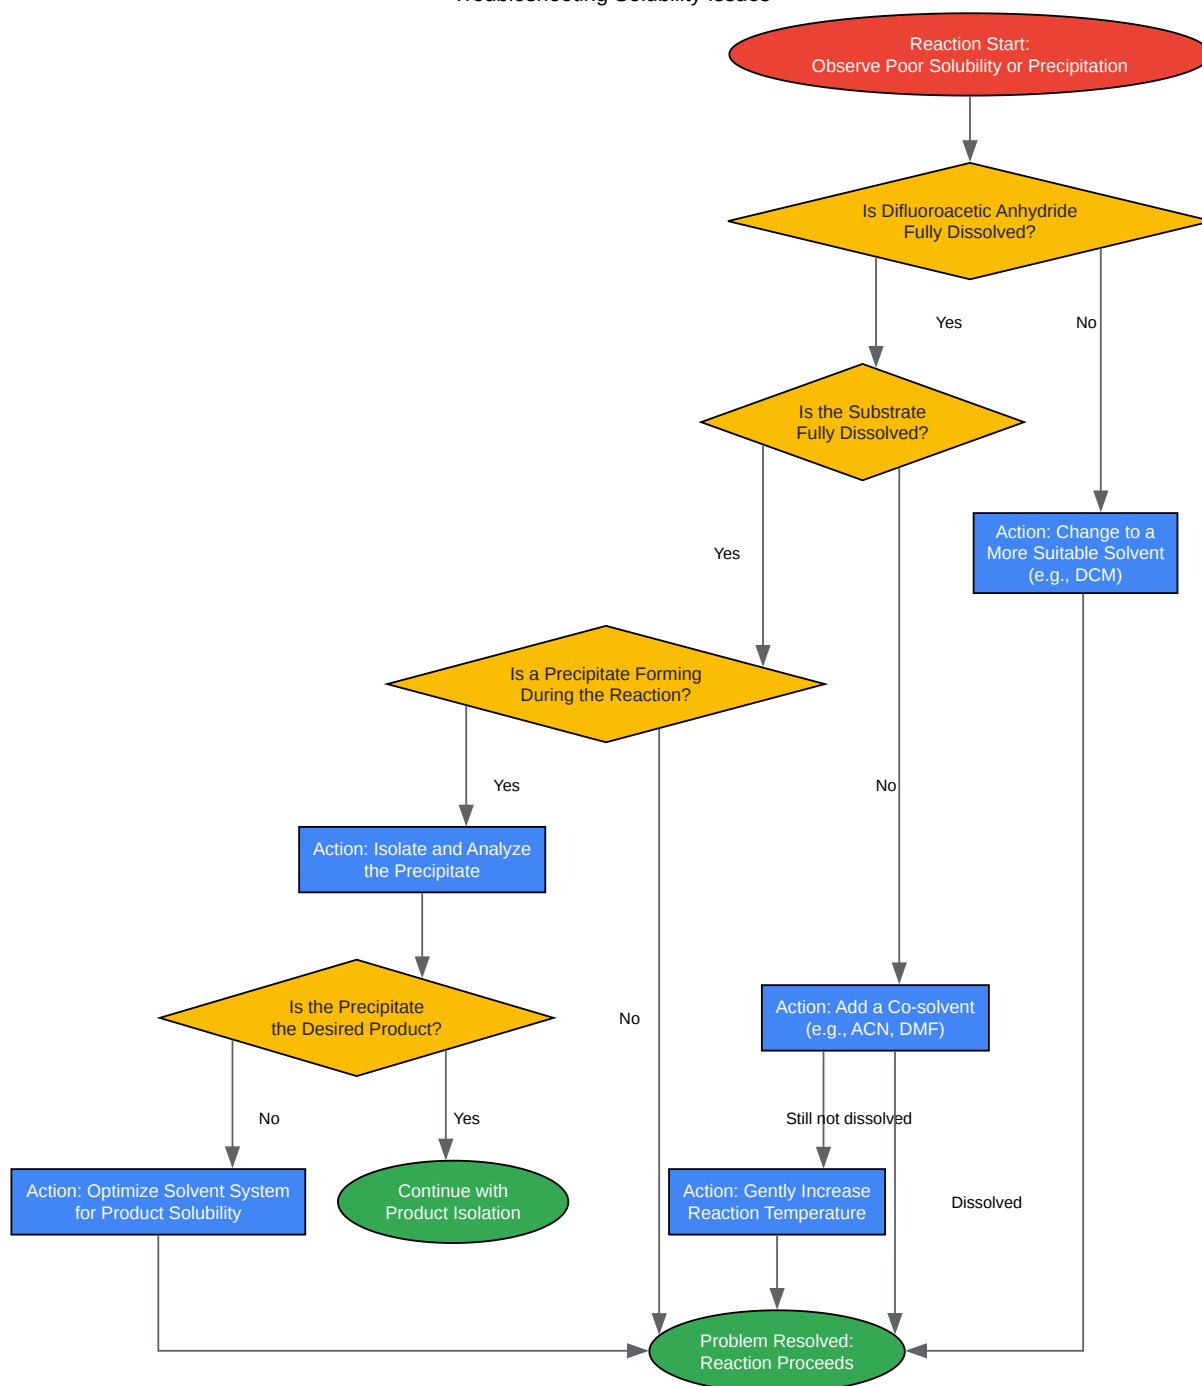 Troubleshooting Solubility Issues
Reaction Start:
Observe Poor Solubility or Precipitation
Is Difluoroacetic Anhydride
Fully Dissolved?
Yes
No
Is the Substrate
Fully Dissolved?
Action: Change to a
More Suitable Solvent
(e.g., DCM)
Yes
Is a Precipitate Forming
During the Reaction?
Yes
No
Action: Isolate and Analyze
the Precipitate
Is the Precipitate
the Desired Product?
No
Action: Add a Co-solvent
(e.g., ACN, DMF)
No
Yes
Still not dissolved
Action: Optimize Solvent System
for Product Solubility
Continue with
Product Isolation
Action: Gently Increase
Reaction Temperature
Dissolved
Problem Resolved:
Reaction Proceeds